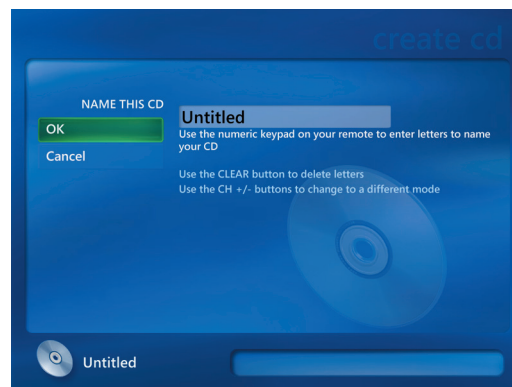 create cd
NAME THIS CD
OK
Cancel
Untitled
Use the numeric keypad on your remote to enter letters to name
your CD
Use the CLEAR button to delete letters
Use the CH +/- buttons to change to a different mode
Untitled